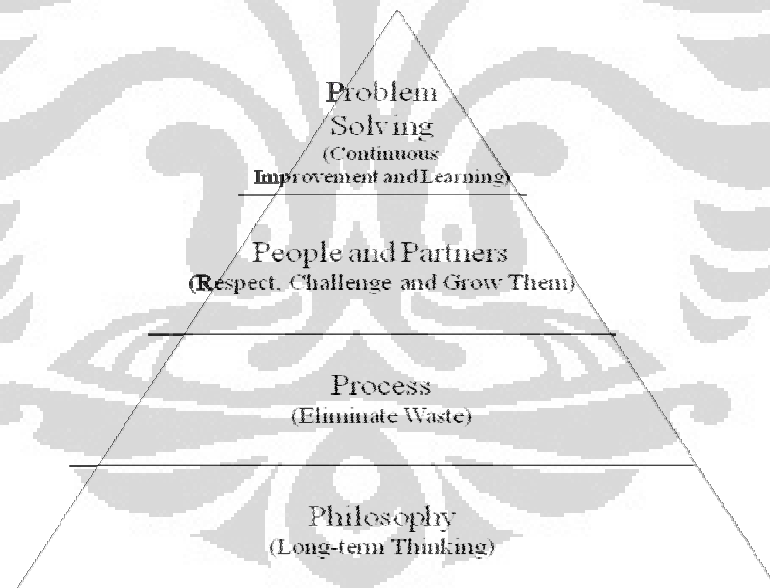 Problem
Solving
(Continuous
Improvement and Learning)
People and Partners
(Respect, Challenge and Grow Them)
Process
(Eliminate Waste)
Philosophy
(Long-term Thinking)